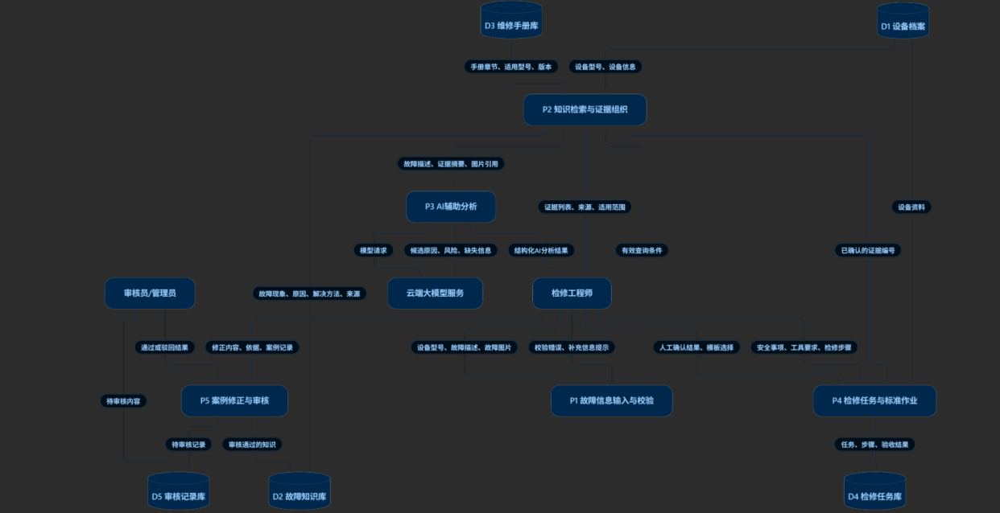 D3 维修手册库
D1 设备档案
手册章节、适用型号、版本
设备型号、设备信息
P2 知识检索与证据组织
故障描述、证据摘要、图片引用
P3 AI辅助分析
证据列表、来源、适用范围
设备资料
模型请求
候选原因、风险、缺失信息
结构化AI分析结果
有效查询条件
已确认的证据编号
审核员/管理员
故障现象、原因、解决方法、来源
云端大模型服务
检修工程师
通过或驳回结果
修正内容、依据、案例记录
设备型号、故障描述、故障图片
校验错误、补充信息提示
人工确认结果、模板选择
安全事项、工具要求、检修步骤
待审核内容
P5 案例修正与审核
P1 故障信息输入与校验
P4 检修任务与标准作业
待审核记录
审核通过的知识
任务、步骤、验收结果
D5 审核记录库
D2 故障知识库
D4 检修任务库